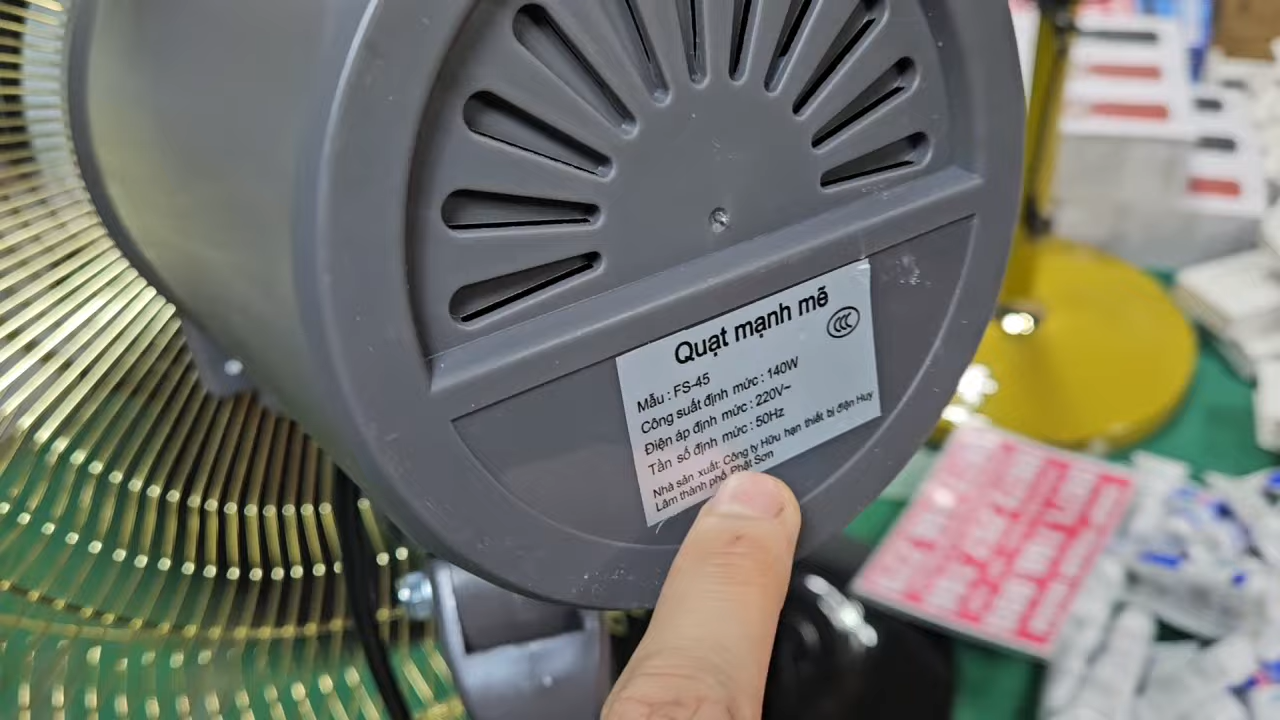 Quạt mạnh mẽ
CCC
Mẫu : FS-45
Công suất định mức : 140W
Điện áp định mức : 220V~
Tần số định mức : 50Hz
Nhà sản xuất: Công ty Hữu hạn thiết bị điện Huy
Lâm thành phố Phật Sơn